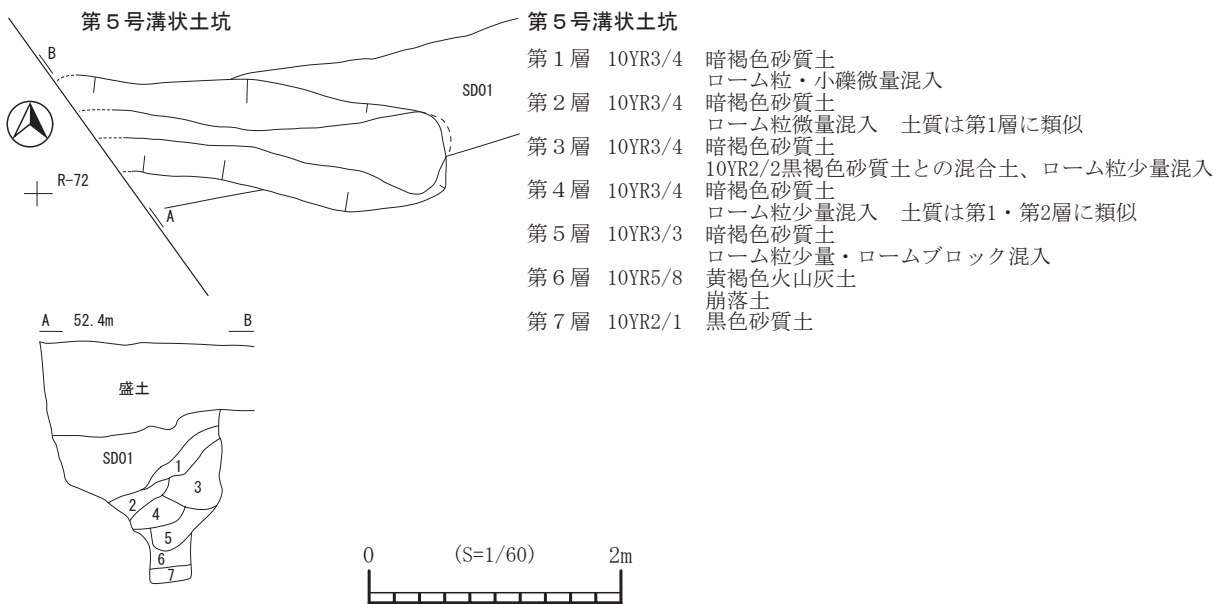 第５号溝状土坑
B
SD01
R-72
A
第５号溝状土坑
第１層 10YR3/4 暗褐色砂質土
ローム粒・小礫微量混入
第２層 10YR3/4 暗褐色砂質土
ローム粒微量混入　土質は第1層に類似
第３層 10YR3/4 暗褐色砂質土
10YR2/2黒褐色砂質土との混合土、ローム粒少量混入
第４層 10YR3/4 暗褐色砂質土
ローム粒少量混入　土質は第1・第2層に類似
第５層 10YR3/3 暗褐色砂質土
ローム粒少量・ロームブロック混入
第６層 10YR5/8 黄褐色火山灰土
崩落土
第７層 10YR2/1 黒色砂質土
A 52.4m B
盛土
SD01
1
3
2
4
5
6
7
0 (S=1/60) 2m